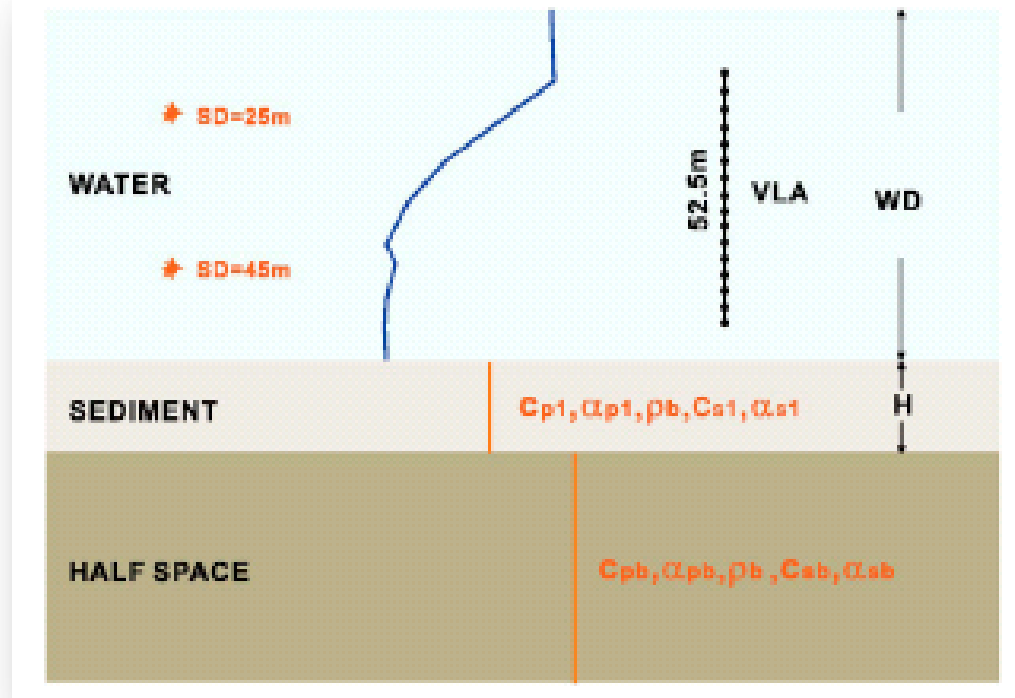 SD=25m
WATER
52.5m
VLA
WD
SD=45m
SEDIMENT
Cp1,αp1,ρb,Cs1,αs1
H
HALF SPACE
Cpb,αpb,ρb,Csb,αsb